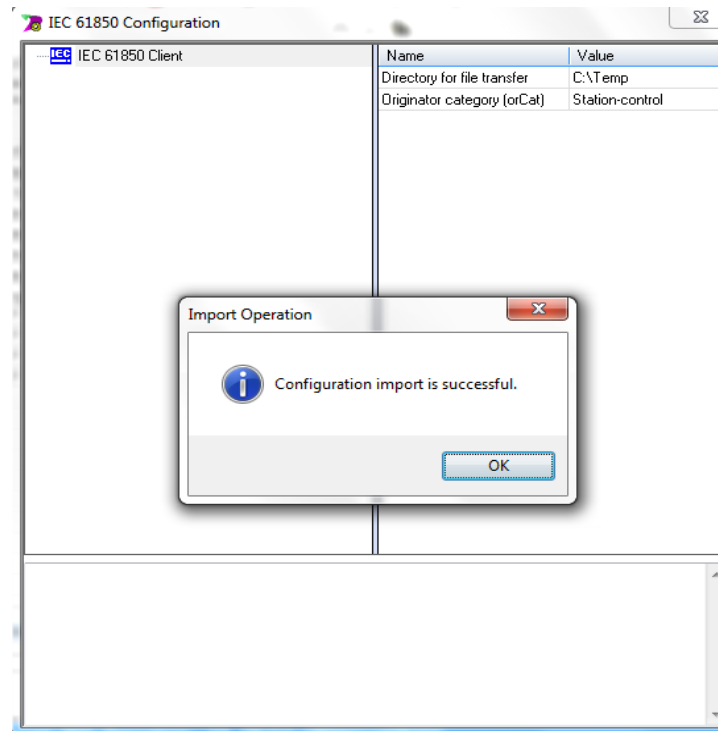 IEC 61850 Configuration
IEC IEC 61850 Client
Name Value
Directory for file transfer C:\Temp
Originator category (orCat) Station-control
Import Operation
Configuration import is successful.
OK